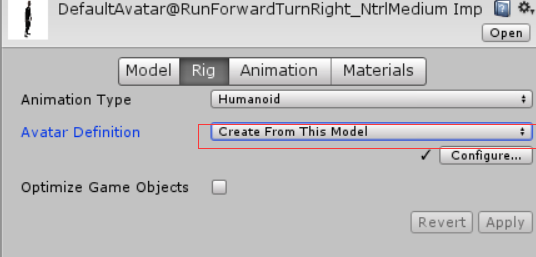 DefaultAvatar@RunForwardTurnRight_NtrlMedium Imp
Open
Model Rig Animation Materials
Animation Type Humanoid
Avatar Definition Create From This Model
✓ Configure...
Optimize Game Objects
Revert Apply